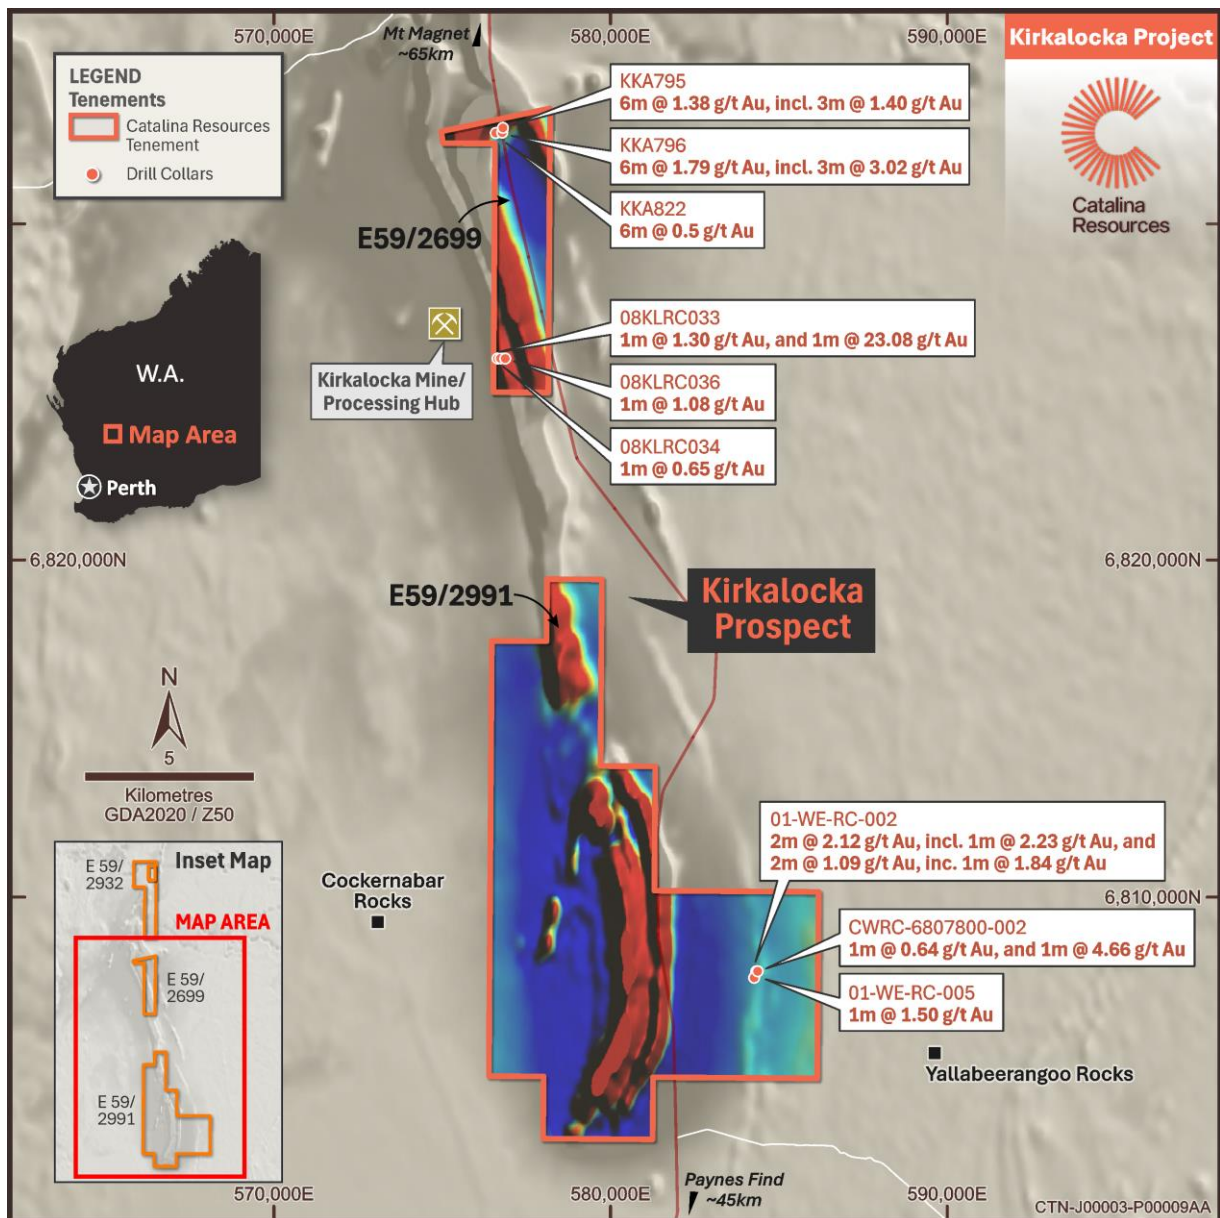 570,000E
Mt Magnet
~65km
580,000E
590,000E
Kirkalocka Project
LEGEND
Tenements
Catalina Resources
Tenement
Drill Collars
Catalina
Resources
KKA795
6m @ 1.38 g/t Au, incl. 3m @ 1.40 g/t Au
KKA796
6m @ 1.79 g/t Au, incl. 3m @ 3.02 g/t Au
KKA822
6m @ 0.5 g/t Au
E59/2699
08KLRC033
1m @ 1.30 g/t Au, and 1m @ 23.08 g/t Au
08KLRC036
1m @ 1.08 g/t Au
08KLRC034
1m @ 0.65 g/t Au
Kirkalocka Mine/
Processing Hub
W.A.
Map Area
Perth
6,820,000N
6,820,000N
E59/2991
Kirkalocka
Prospect
N
5
Kilometres
GDA2020 / Z50
01-WE-RC-002
2m @ 2.12 g/t Au, incl. 1m @ 2.23 g/t Au, and
2m @ 1.09 g/t Au, inc. 1m @ 1.84 g/t Au
6,810,000N
CWRC-6807800-002
1m @ 0.64 g/t Au, and 1m @ 4.66 g/t Au
01-WE-RC-005
1m @ 1.50 g/t Au
Cockernabar
Rocks
Yallabeerangoo Rocks
Inset Map
E 59/
2932
MAP AREA
E 59/
2699
E 59/
2991
570,000E
580,000E
590,000E
Paynes Find
~45km
CTN-J00003-P00009AA